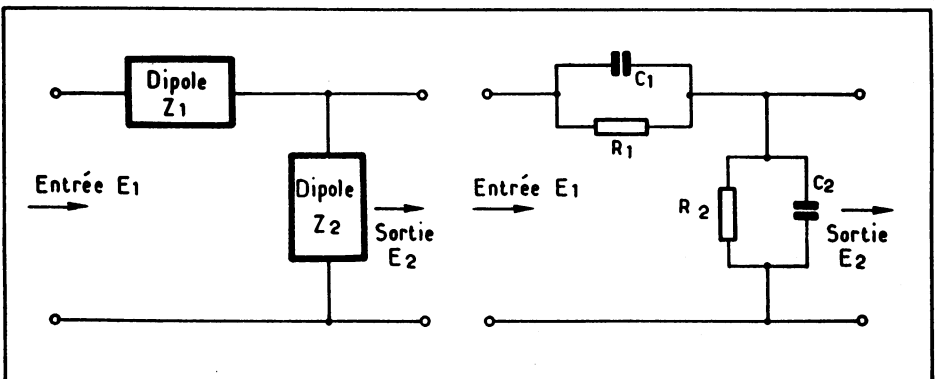 Dipole
Z1
Entrée E1
Dipole
Z2
Sortie
E2
C1
R1
Entrée E1
R2
C2
Sortie
E2